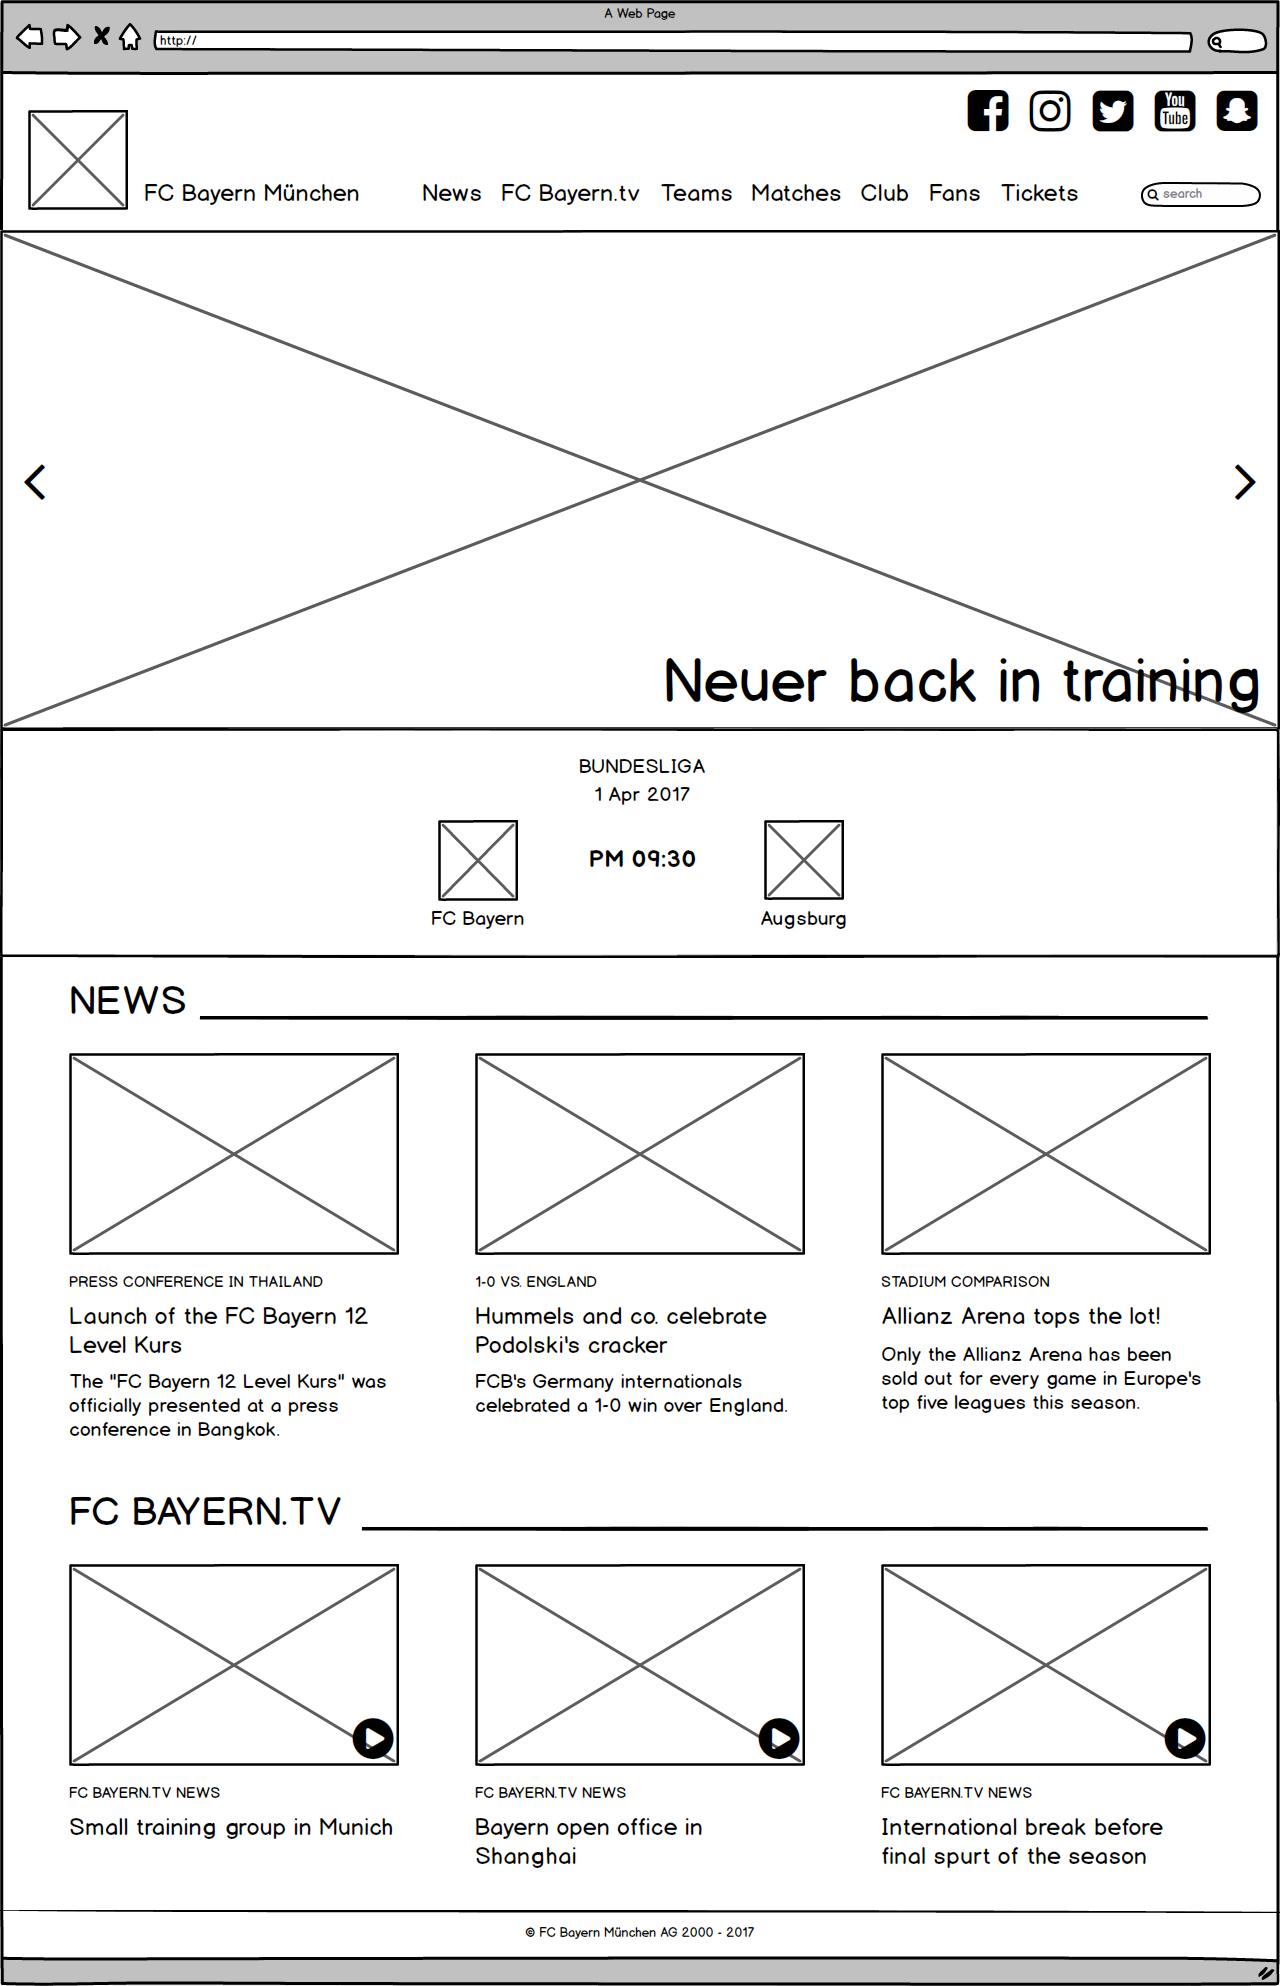 A Web Page
http://
You
Tube
FC Bayern München
News FC Bayern.tv Teams Matches Club Fans Tickets
search
Neuer back in training
BUNDESLIGA
1 Apr 2017
PM 09:30
FC Bayern
Augsburg
NEWS
PRESS CONFERENCE IN THAILAND
Launch of the FC Bayern 12
Level Kurs
The "FC Bayern 12 Level Kurs" was
officially presented at a press
conference in Bangkok.
1-0 VS. ENGLAND
Hummels and co. celebrate
Podolski's cracker
FCB's Germany internationals
celebrated a 1-0 win over England.
STADIUM COMPARISON
Allianz Arena tops the lot!
Only the Allianz Arena has been
sold out for every game in Europe's
top five leagues this season.
FC BAYERN.TV
FC BAYERN.TV NEWS
Small training group in Munich
FC BAYERN.TV NEWS
Bayern open office in
Shanghai
FC BAYERN.TV NEWS
International break before
final spurt of the season
© FC Bayern München AG 2000 - 2017